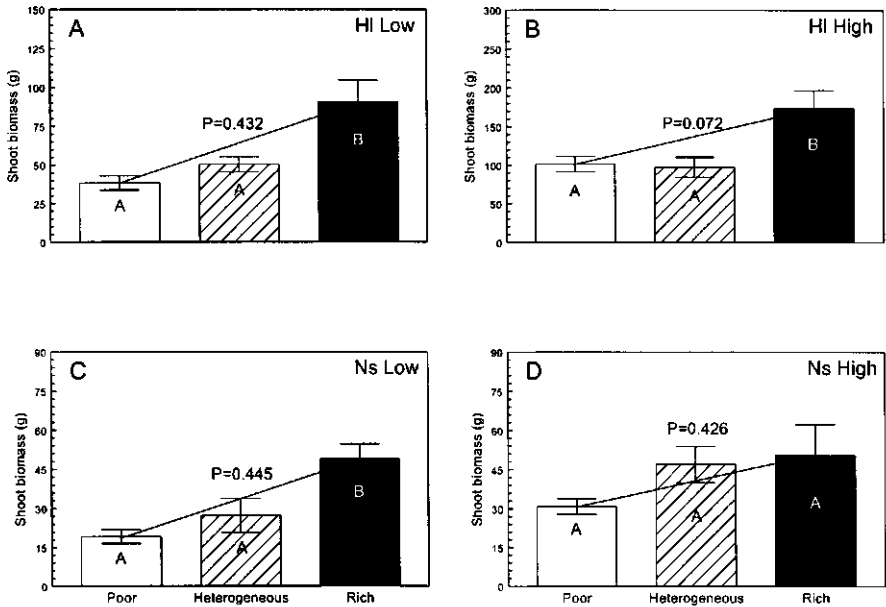 A
Hl Low
Shoot biomass (g)
150
125
100
75
50
25
0
P=0.432
A
A
B
B
Hl High
Shoot biomass (g)
300
250
200
150
100
50
0
P=0.072
A
A
B
C
Ns Low
Shoot biomass (g)
90
75
60
45
30
15
0
P=0.445
A
A
B
Poor
Heterogeneous
Rich
D
Ns High
Shoot biomass (g)
90
75
60
45
30
15
0
P=0.426
A
A
A
Poor
Heterogeneous
Rich